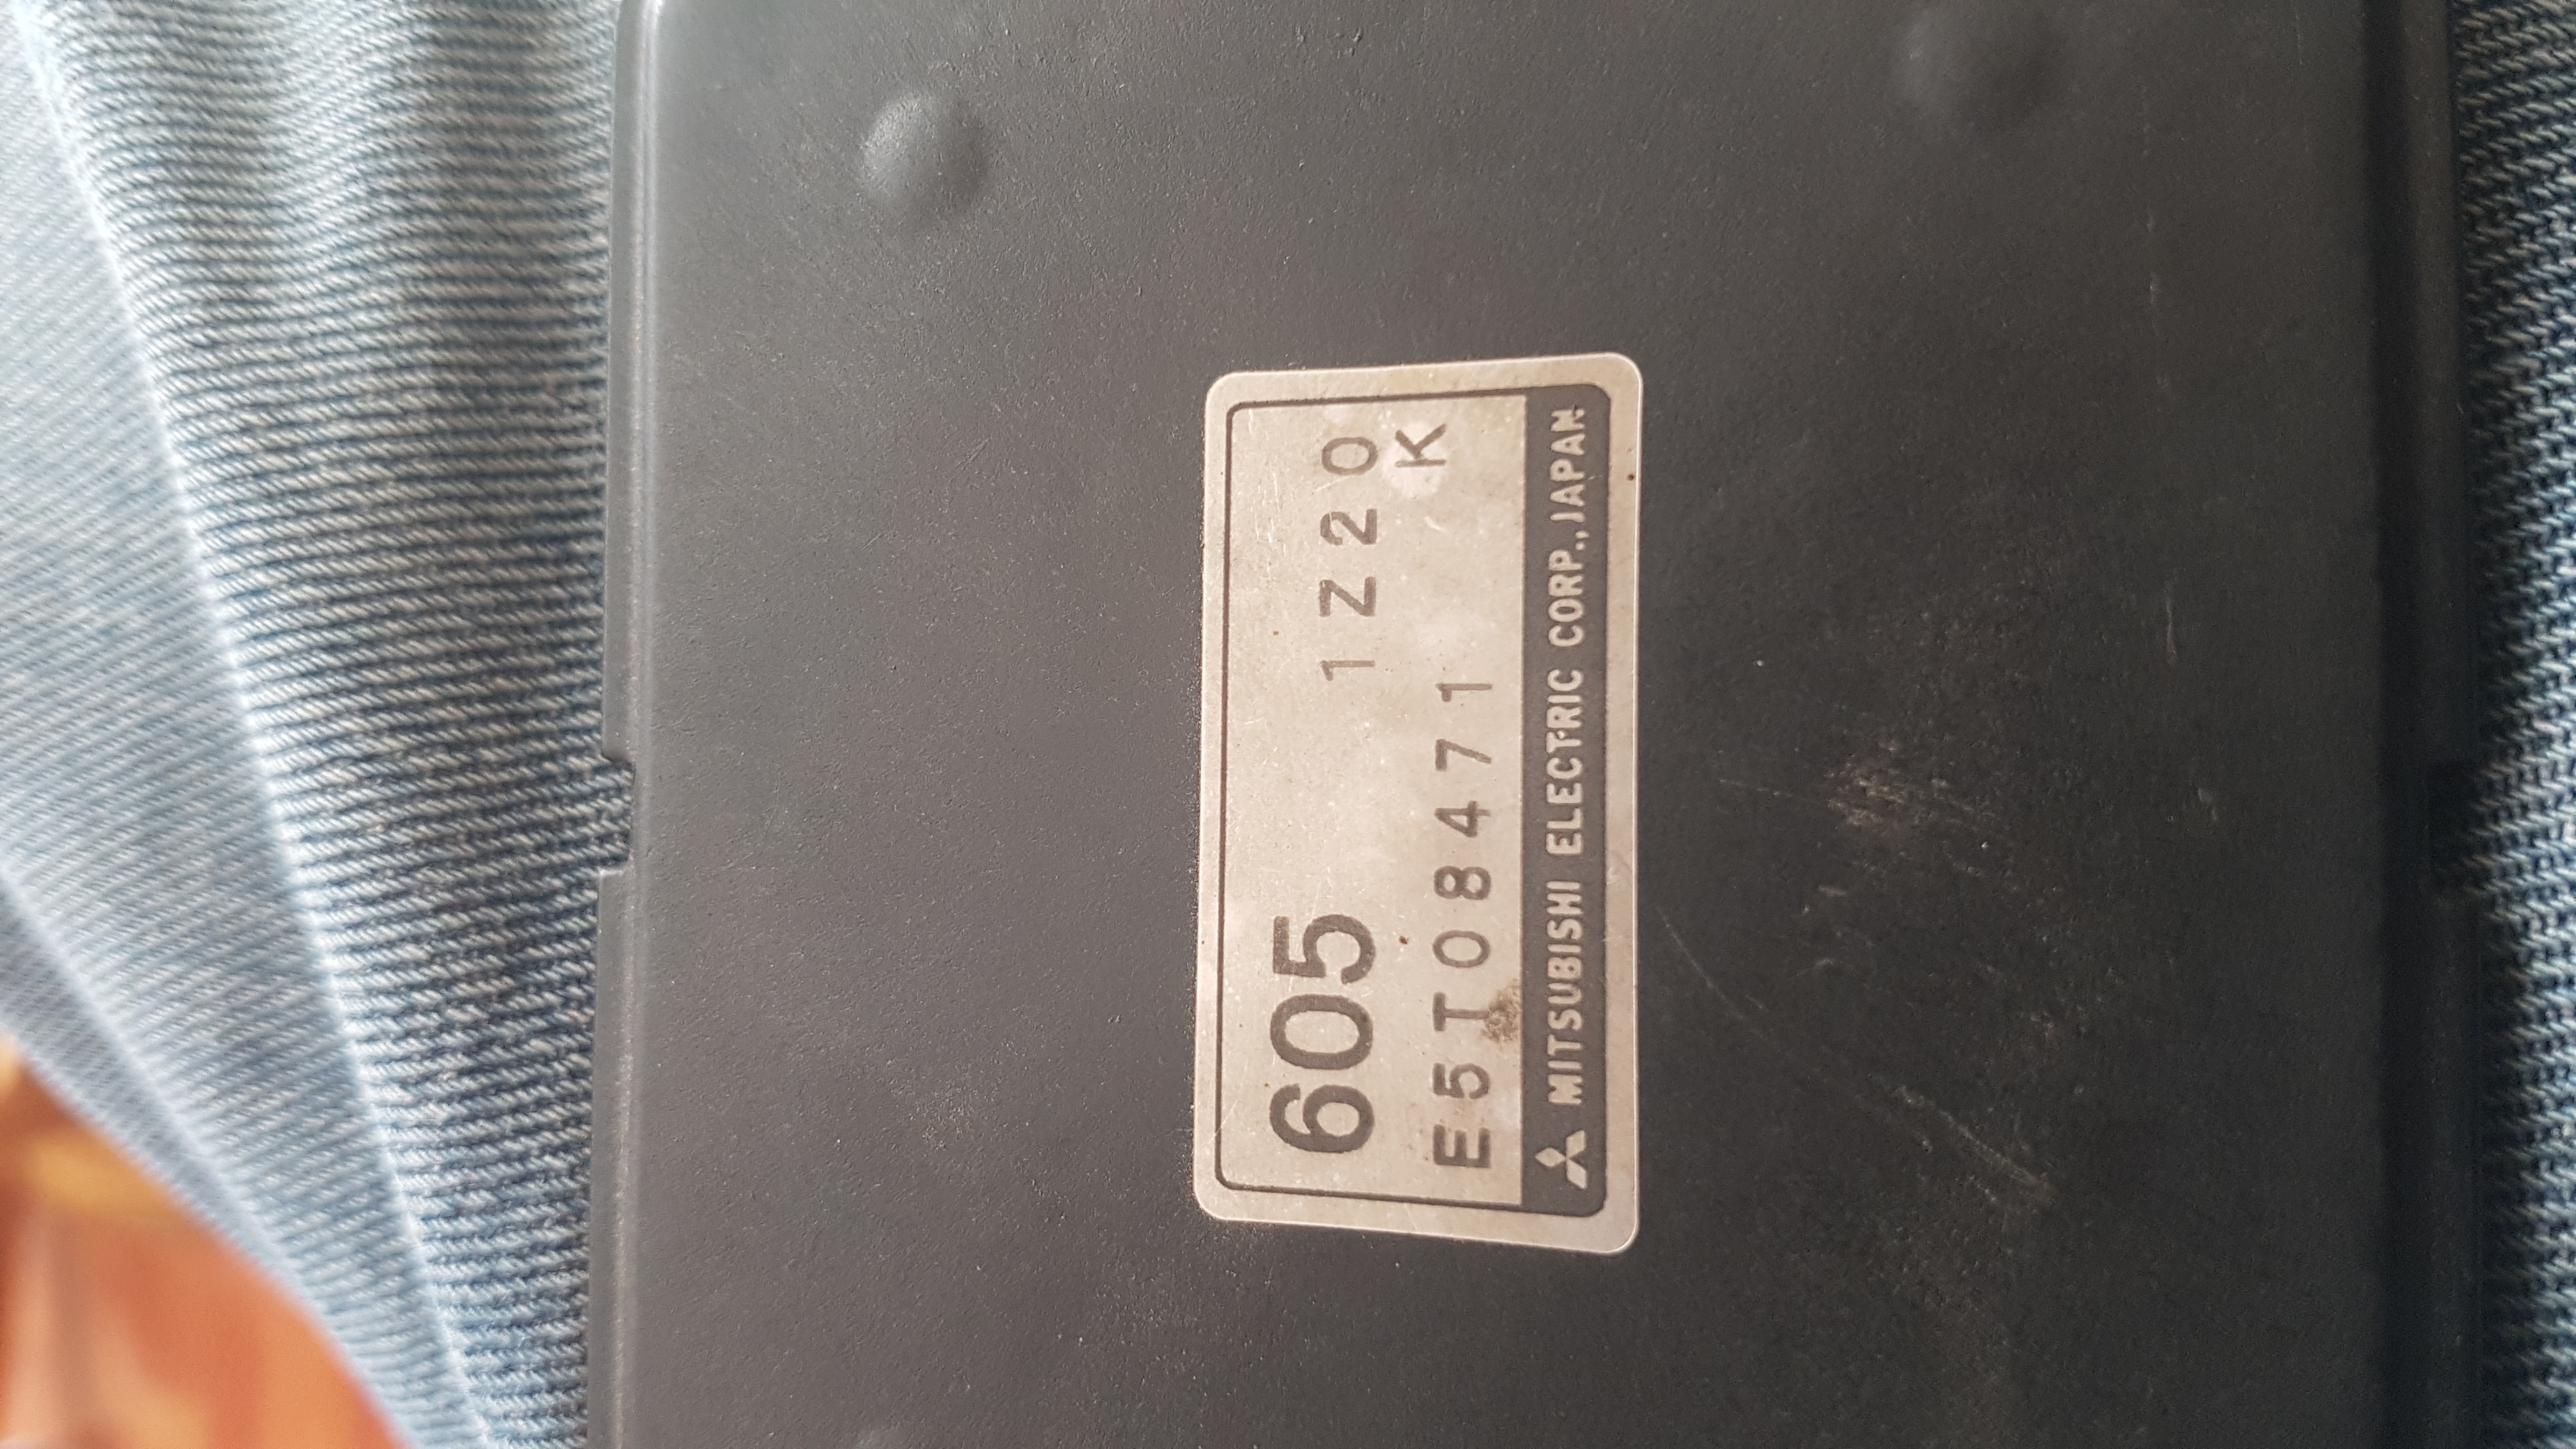 605 1Z20
E5T08471 K
MITSUBISHI ELECTRIC CORP., JAPAN